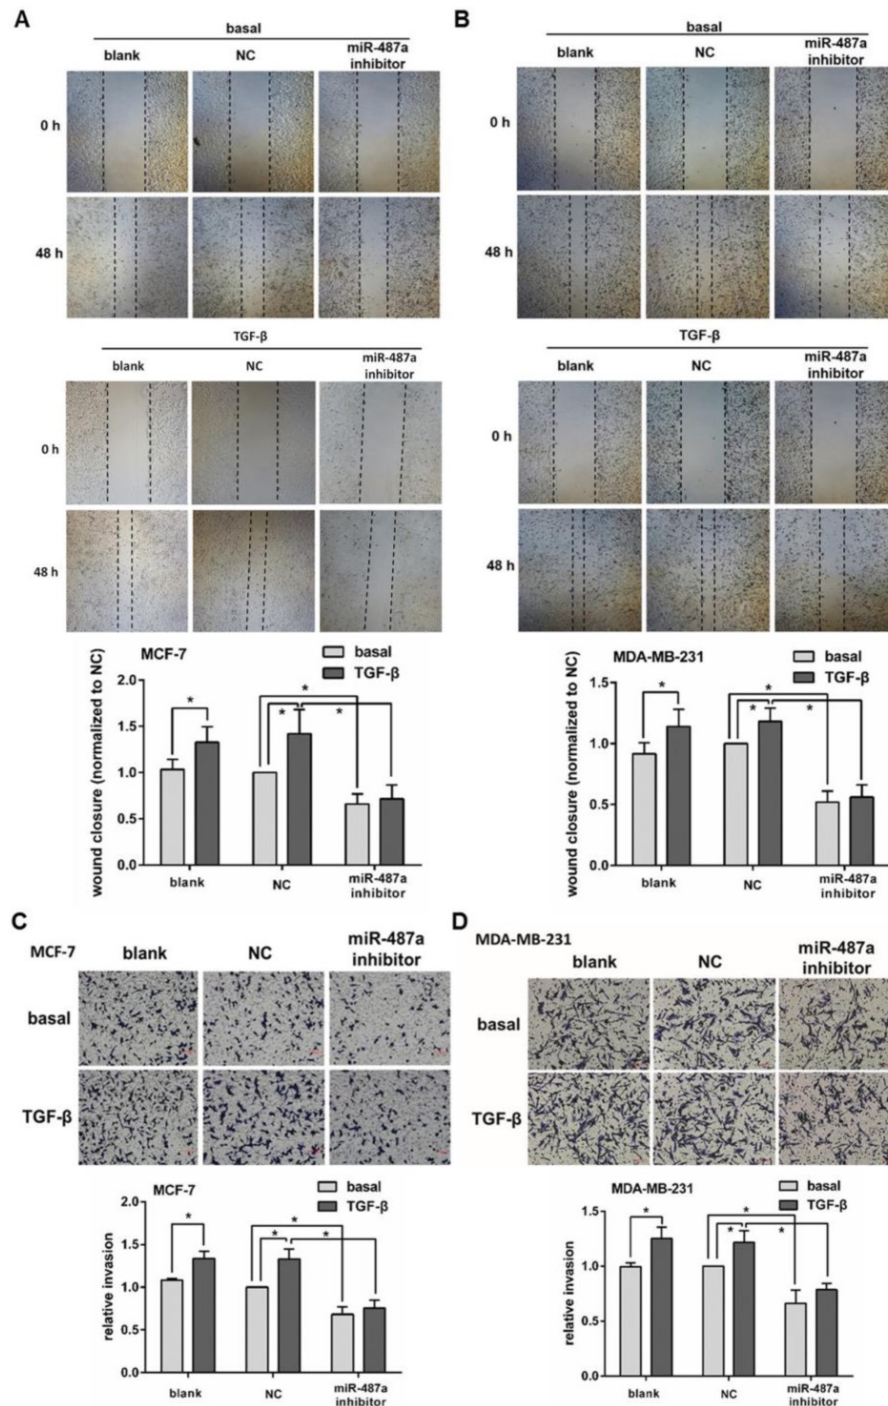 A
basal
blank NC miR-487a
inhibitor
0 h
48 h
TGF-β
blank NC miR-487a
inhibitor
0 h
48 h
MCF-7
basal
TGF-β
wound closure (normalized to NC)
2.0
1.5
1.0
0.5
0.0
* * * *
blank NC miR-487a
inhibitor
B
basal
blank NC miR-487a
inhibitor
0 h
48 h
TGF-β
blank NC miR-487a
inhibitor
0 h
48 h
MDA-MB-231
basal
TGF-β
wound closure (normalized to NC)
1.5
1.0
0.5
0.0
* * * *
blank NC miR-487a
inhibitor
C
MCF-7 blank NC miR-487a
inhibitor
basal
TGF-β
MCF-7
basal
TGF-β
relative invasion
2.0
1.5
1.0
0.5
0.0
* * * *
blank NC miR-487a
inhibitor
D
MDA-MB-231
blank NC miR-487a
inhibitor
basal
TGF-β
MDA-MB-231
basal
TGF-β
relative invasion
1.5
1.0
0.5
0.0
* * * *
blank NC miR-487a
inhibitor